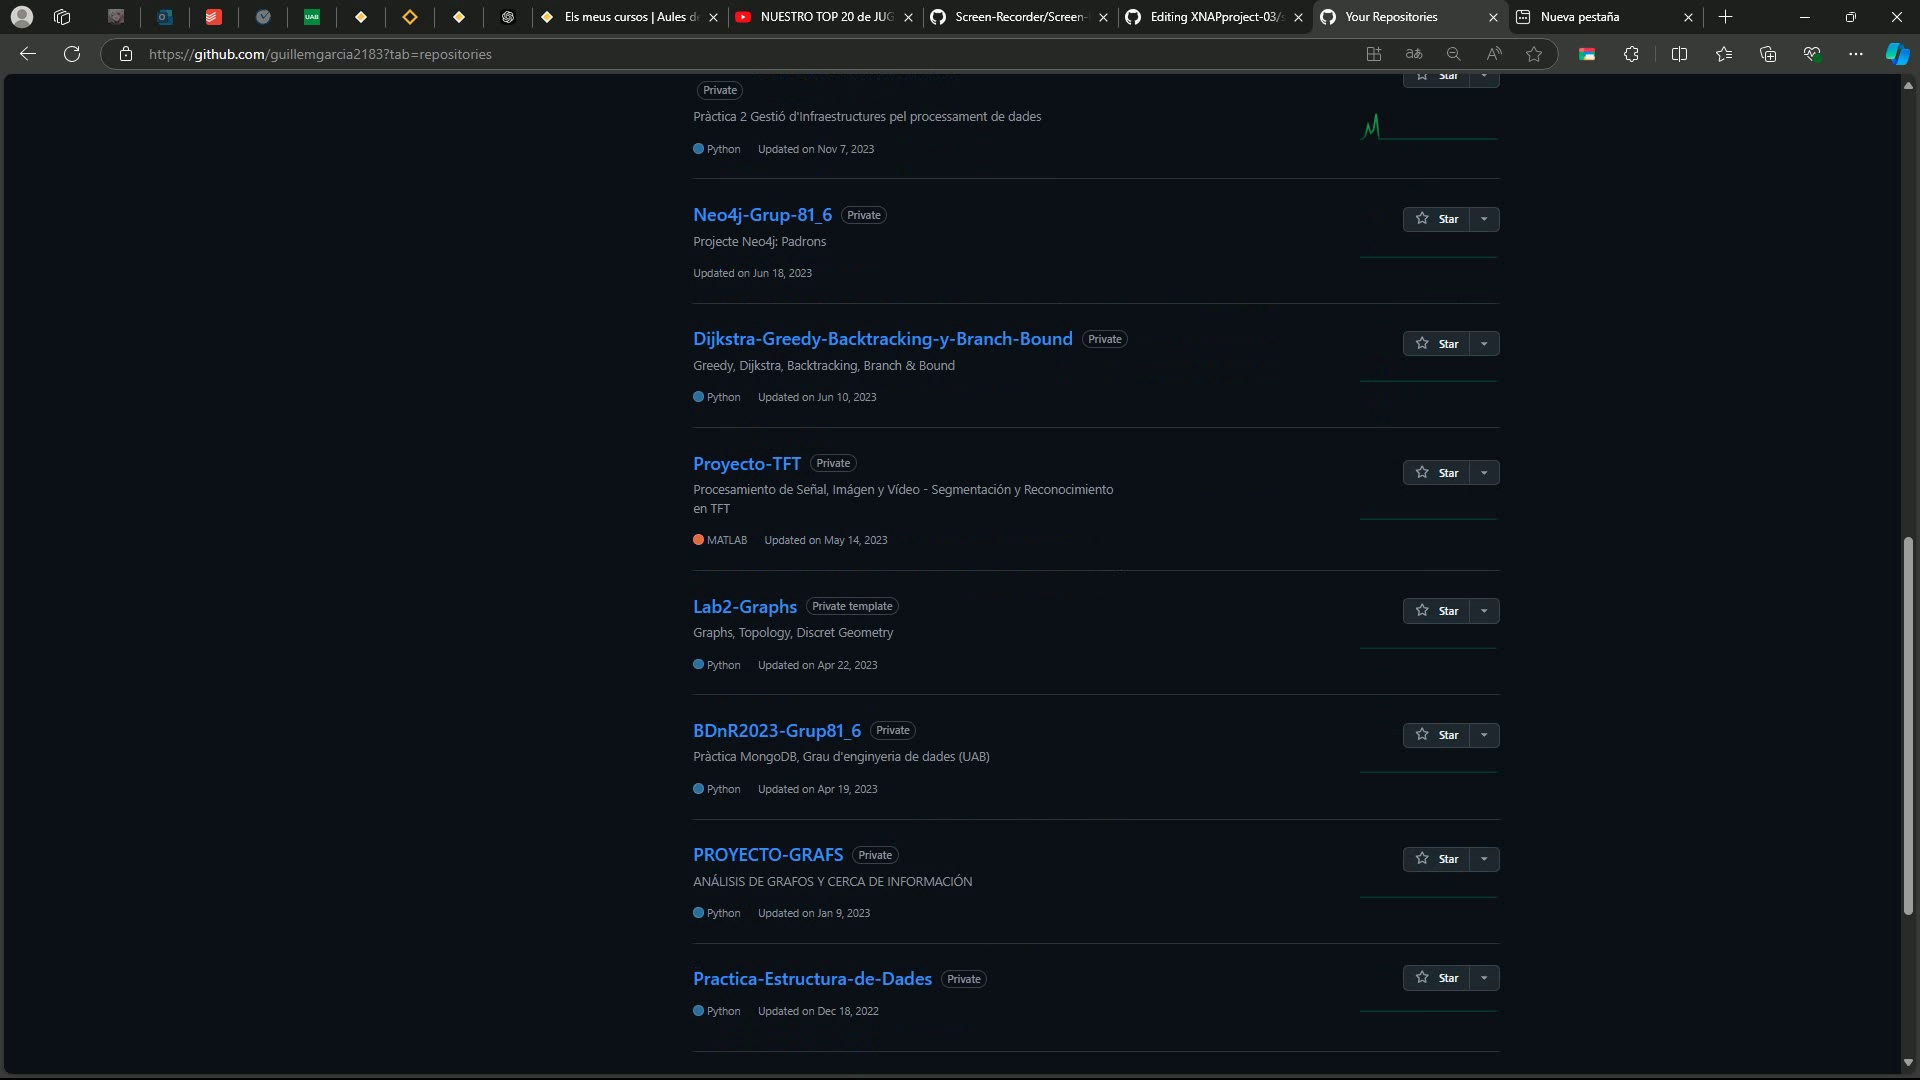 Els meus cursos | Aules d
NUESTRO TOP 20 de JUG
Screen-Recorder/Screen-
Editing XNAPproject-03/s
Your Repositories
Nueva pestaña
https://github.com/guillemgarcia2183?tab=repositories
Star
Private
Pràctica 2 Gestió d'Infraestructures pel processament de dades
Python Updated on Nov 7, 2023
Neo4j-Grup-81_6 Private
Star
Projecte Neo4j: Padrons
Updated on Jun 18, 2023
Dijkstra-Greedy-Backtracking-y-Branch-Bound Private
Star
Greedy, Dijkstra, Backtracking, Branch & Bound
Python Updated on Jun 10, 2023
Proyecto-TFT Private
Star
Procesamiento de Señal, Imágen y Vídeo - Segmentación y Reconocimiento
en TFT
MATLAB Updated on May 14, 2023
Lab2-Graphs Private template
Star
Graphs, Topology, Discret Geometry
Python Updated on Apr 22, 2023
BDnR2023-Grup81_6 Private
Star
Pràctica MongoDB, Grau d'enginyeria de dades (UAB)
Python Updated on Apr 19, 2023
PROYECTO-GRAFS Private
Star
ANÁLISIS DE GRAFOS Y CERCA DE INFORMACIÓN
Python Updated on Jan 9, 2023
Practica-Estructura-de-Dades Private
Star
Python Updated on Dec 18, 2022